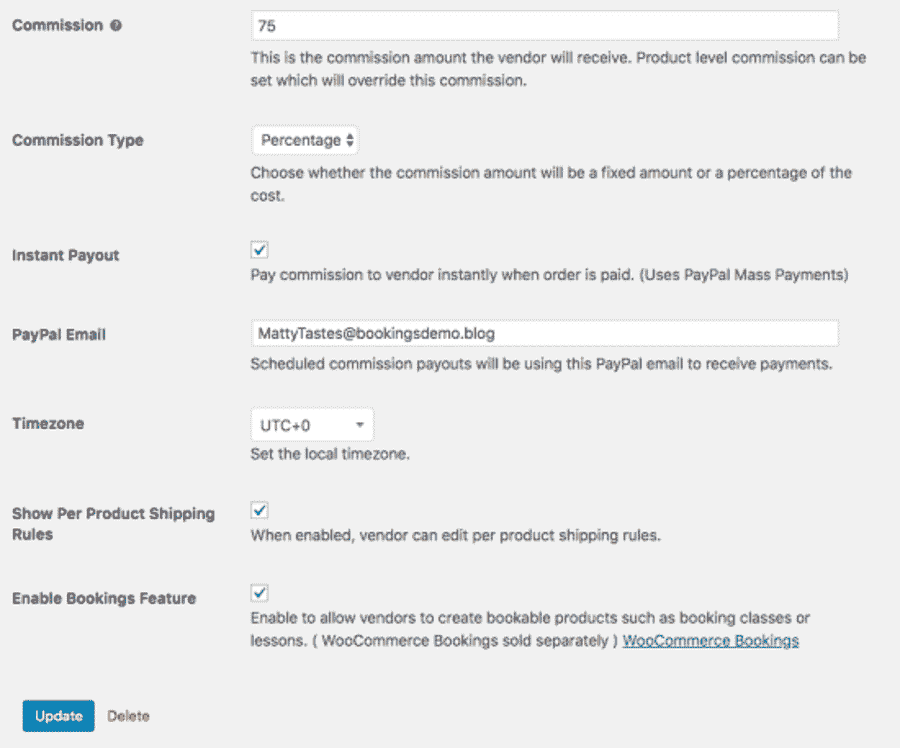 Commission
75
This is the commission amount the vendor will receive. Product level commission can be
set which will override this commission.
Commission Type
Percentage
Choose whether the commission amount will be a fixed amount or a percentage of the
cost.
Instant Payout
Pay commission to vendor instantly when order is paid. (Uses PayPal Mass Payments)
PayPal Email
MattyTastes@bookingsdemo.blog
Scheduled commission payouts will be using this PayPal email to receive payments.
Timezone
UTC+0
Set the local timezone.
Show Per Product Shipping
Rules
When enabled, vendor can edit per product shipping rules.
Enable Bookings Feature
Enable to allow vendors to create bookable products such as booking classes or
lessons. ( WooCommerce Bookings sold separately ) WooCommerce Bookings
Update Delete